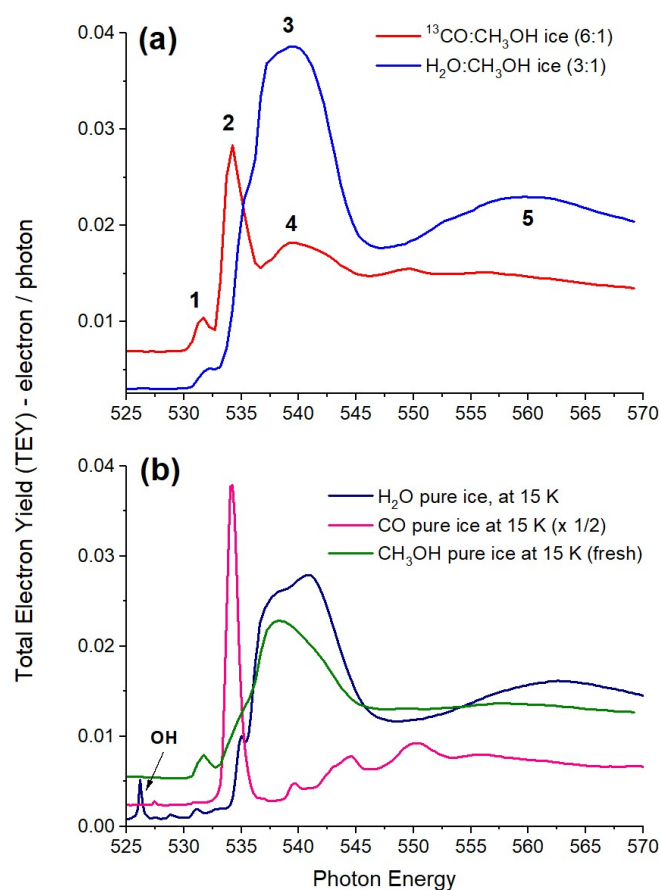 Total Electron Yield (TEY) - electron / photon
(a)
¹³CO:CH₃OH ice (6:1)
H₂O:CH₃OH ice (3:1)
1
2
3
4
5
0.04
0.03
0.02
0.01
525 530 535 540 545 550 555 560 565 570
(b)
H₂O pure ice, at 15 K
CO pure ice at 15 K (x 1/2)
CH₃OH pure ice at 15 K (fresh)
OH
0.04
0.03
0.02
0.01
0.00
525 530 535 540 545 550 555 560 565 570
Photon Energy